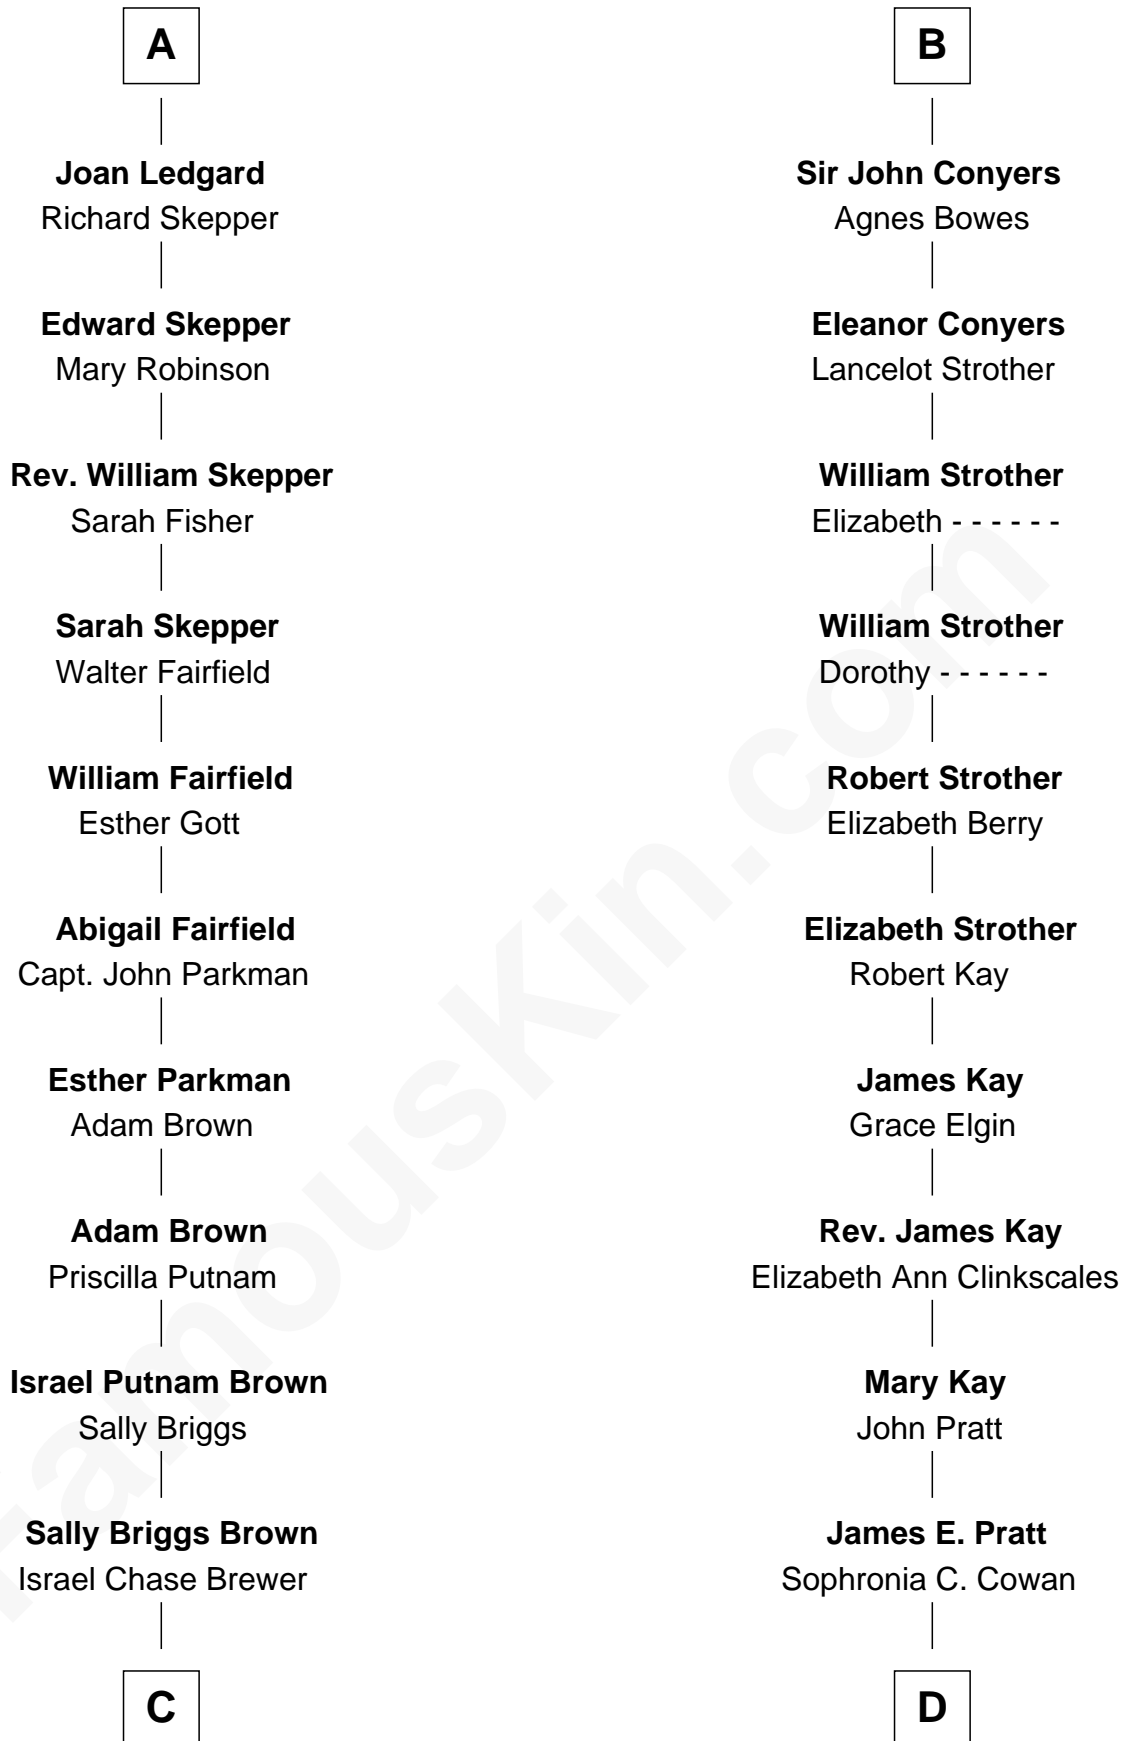 A
Joan Ledgard
Richard Skepper
Edward Skepper
Mary Robinson
Rev. William Skepper
Sarah Fisher
Sarah Skepper
Walter Fairfield
William Fairfield
Esther Gott
Abigail Fairfield
Capt. John Parkman
Esther Parkman
Adam Brown
Adam Brown
Priscilla Putnam
Israel Putnam Brown
Sally Briggs
Sally Briggs Brown
Israel Chase Brewer
C
B
Sir John Conyers
Agnes Bowes
Eleanor Conyers
Lancelot Strother
William Strother
Elizabeth - - - - - -
William Strother
Dorothy - - - - - -
Robert Strother
Elizabeth Berry
Elizabeth Strother
Robert Kay
James Kay
Grace Elgin
Rev. James Kay
Elizabeth Ann Clinkscales
Mary Kay
John Pratt
James E. Pratt
Sophronia C. Cowan
D
FamousKin.com